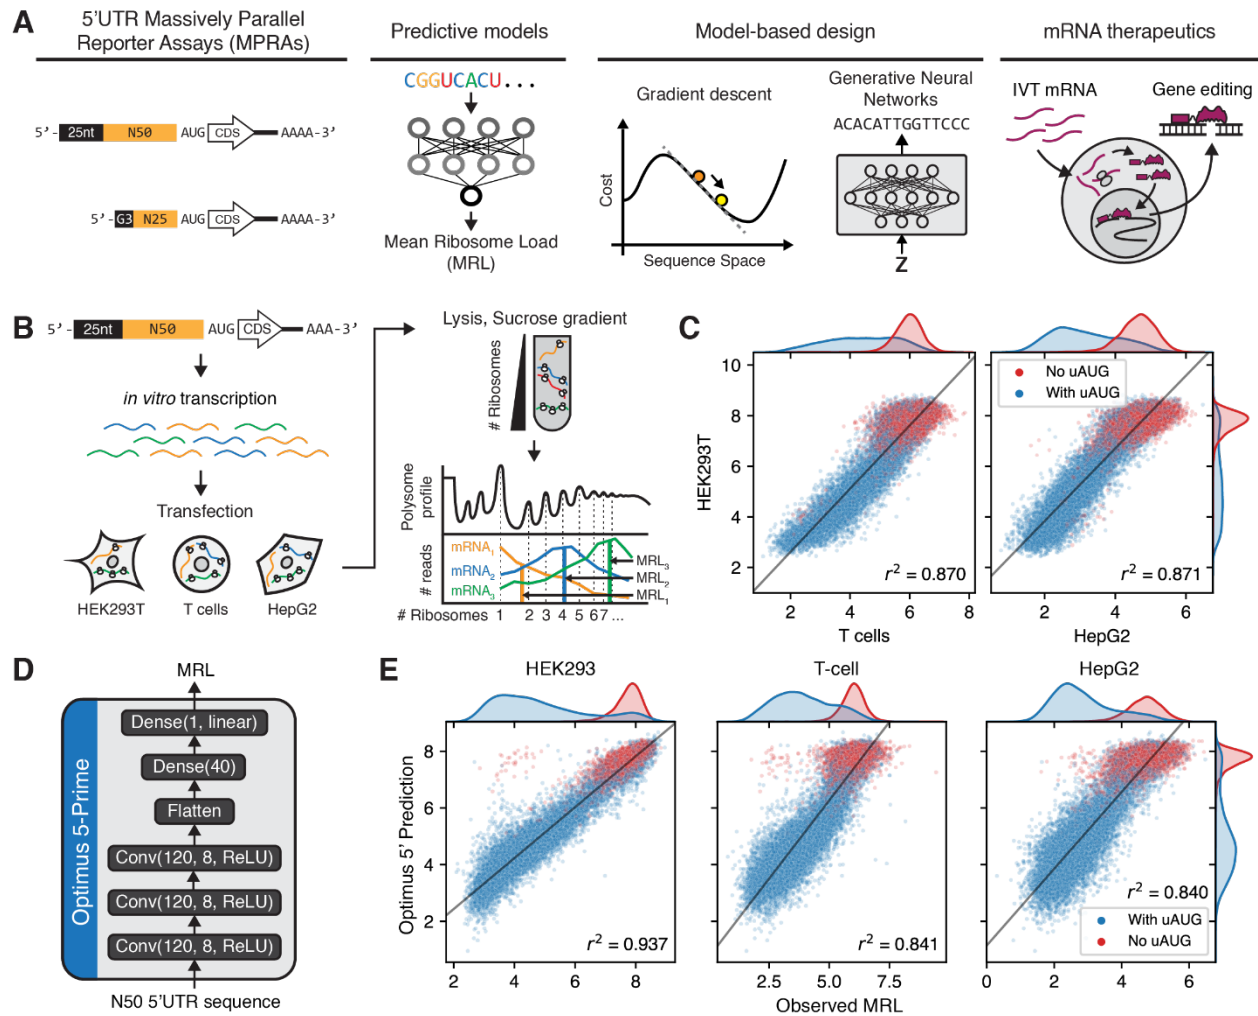 A
5'UTR Massively Parallel
Reporter Assays (MPRAs)
Predictive models
Model-based design
mRNA therapeutics
5'- 25nt N50 AUG CDS AAAA-3'
5'- G3 N25 AUG CDS AAAA-3'
CGGUCACU...
Mean Ribosome Load
(MRL)
Gradient descent
Cost
Sequence Space
Generative Neural
Networks
ACACATTGGTTCCC
Z
IVT mRNA
Gene editing
B
5'- 25nt N50 AUG CDS AAA-3'
in vitro transcription
Transfection
HEK293T
T cells
HepG2
Lysis, Sucrose gradient
# Ribosomes
Polysome
profile
# reads
mRNA1
mRNA2
mRNA3
MRL3
MRL2
MRL1
# Ribosomes 1 2 3 4 5 6 7 ...
C
HEK293T
10
8
6
4
2
r² = 0.870
2 4 6 8
T cells
No uAUG
With uAUG
r² = 0.871
2 4 6
HepG2
D
MRL
Optimus 5-Prime
Dense(1, linear)
Dense(40)
Flatten
Conv(120, 8, ReLU)
Conv(120, 8, ReLU)
Conv(120, 8, ReLU)
N50 5'UTR sequence
E
HEK293
T-cell
HepG2
Optimus 5' Prediction
8
6
4
2
r² = 0.937
2 4 6 8
r² = 0.841
2.5 5.0 7.5
r² = 0.840
With uAUG
No uAUG
0 2 4 6
Observed MRL